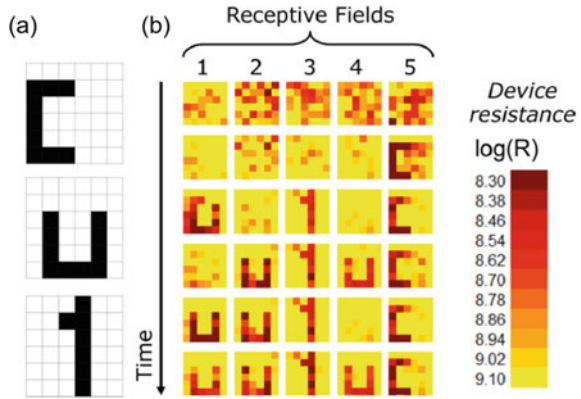 (a)
(b)
Receptive Fields
1 2 3 4 5
Time
Device
resistance
log(R)
8.30
8.38
8.46
8.54
8.62
8.70
8.78
8.86
8.94
9.02
9.10